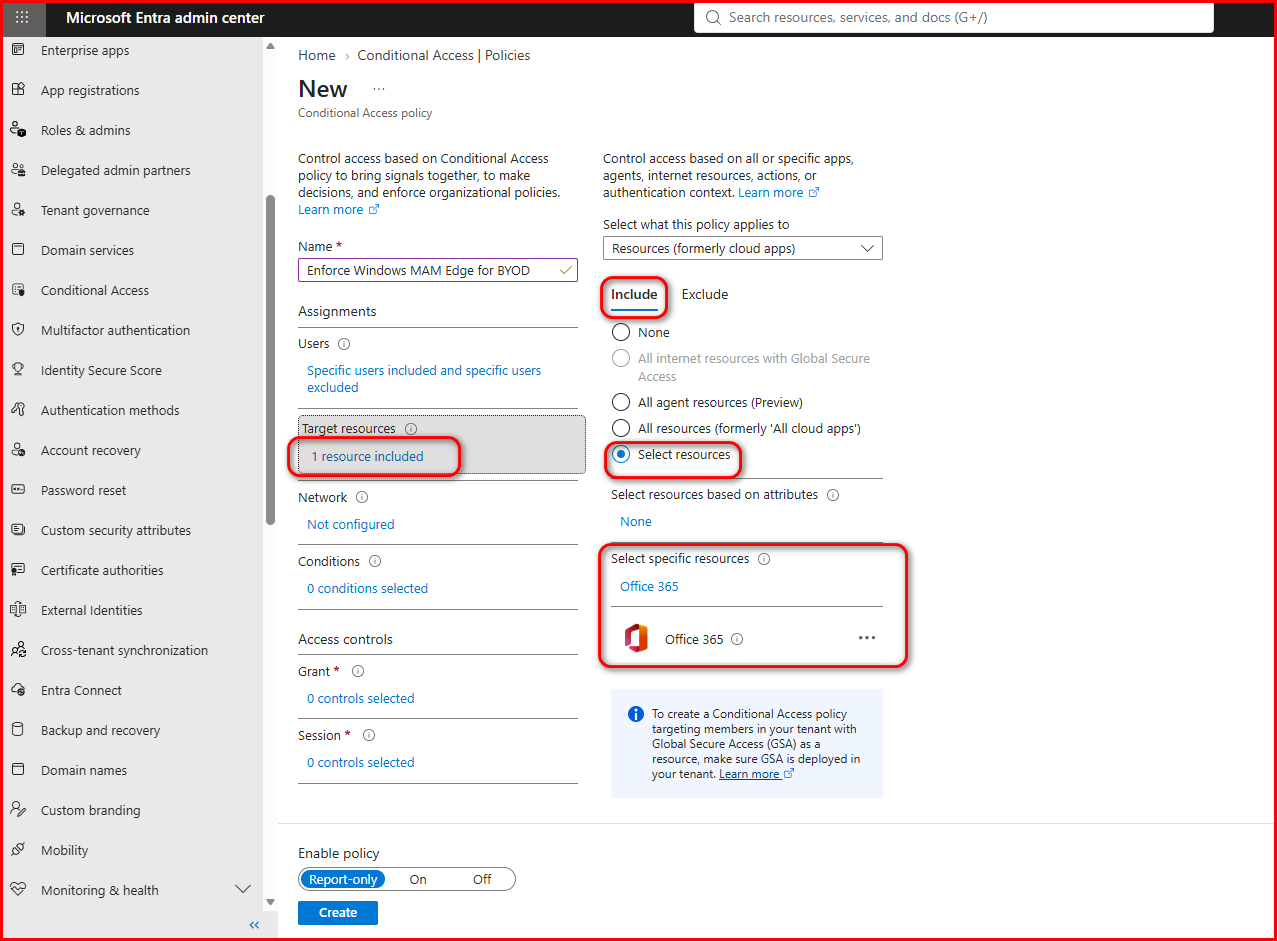 Microsoft Entra admin center
Search resources, services, and docs (G+/)
Enterprise apps
App registrations
Roles & admins
Delegated admin partners
Tenant governance
Domain services
Conditional Access
Multifactor authentication
Identity Secure Score
Authentication methods
Account recovery
Password reset
Custom security attributes
Certificate authorities
External Identities
Cross-tenant synchronization
Entra Connect
Backup and recovery
Domain names
Custom branding
Mobility
Monitoring & health
Home > Conditional Access | Policies
New ...
Conditional Access policy
Control access based on Conditional Access
policy to bring signals together, to make
decisions, and enforce organizational policies.
Learn more
Name *
Enforce Windows MAM Edge for BYOD
Assignments
Users
Specific users included and specific users
excluded
Target resources
1 resource included
Network
Not configured
Conditions
0 conditions selected
Access controls
Grant *
0 controls selected
Session *
0 controls selected
Control access based on all or specific apps,
agents, internet resources, actions, or
authentication context. Learn more
Select what this policy applies to
Resources (formerly cloud apps)
Include Exclude
None
All internet resources with Global Secure
Access
All agent resources (Preview)
All resources (formerly 'All cloud apps')
Select resources
Select resources based on attributes
None
Select specific resources
Office 365
Office 365
To create a Conditional Access policy
targeting members in your tenant with
Global Secure Access (GSA) as a
resource, make sure GSA is deployed in
your tenant. Learn more
Enable policy
Report-only On Off
Create